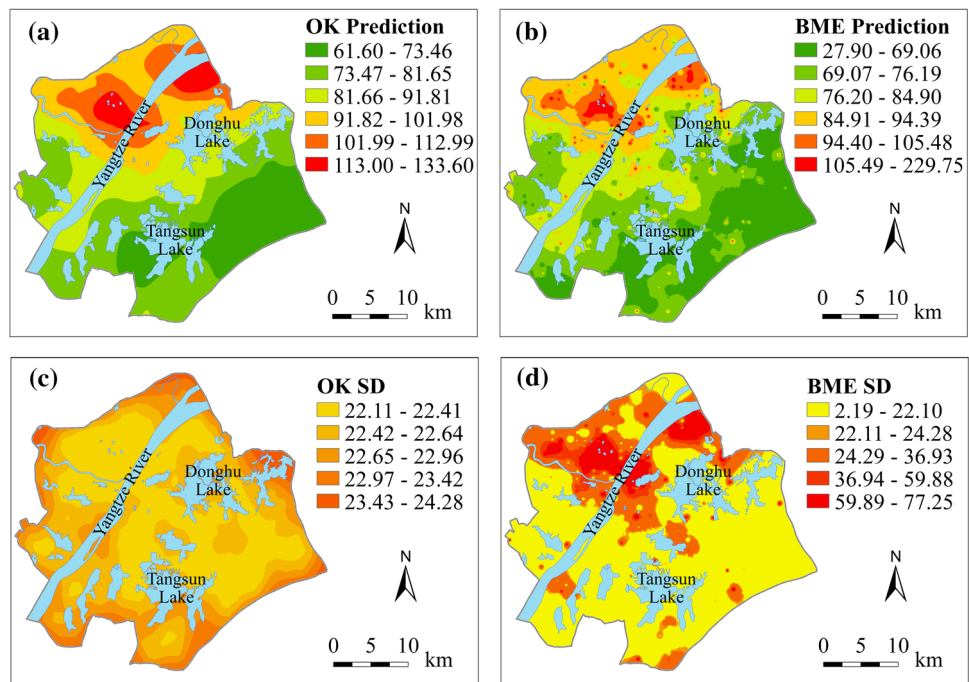 (a)
OK Prediction
61.60 - 73.46
73.47 - 81.65
81.66 - 91.81
91.82 - 101.98
101.99 - 112.99
113.00 - 133.60
Yangtze River
Donghu
Lake
Tangsun
Lake
N
0 5 10
km
(b)
BME Prediction
27.90 - 69.06
69.07 - 76.19
76.20 - 84.90
84.91 - 94.39
94.40 - 105.48
105.49 - 229.75
Yangtze River
Donghu
Lake
Tangsun
Lake
N
0 5 10
km
(c)
OK SD
22.11 - 22.41
22.42 - 22.64
22.65 - 22.96
22.97 - 23.42
23.43 - 24.28
Yangtze River
Donghu
Lake
Tangsun
Lake
N
0 5 10
km
(d)
BME SD
2.19 - 22.10
22.11 - 24.28
24.29 - 36.93
36.94 - 59.88
59.89 - 77.25
Yangtze River
Donghu
Lake
Tangsun
Lake
N
0 5 10
km